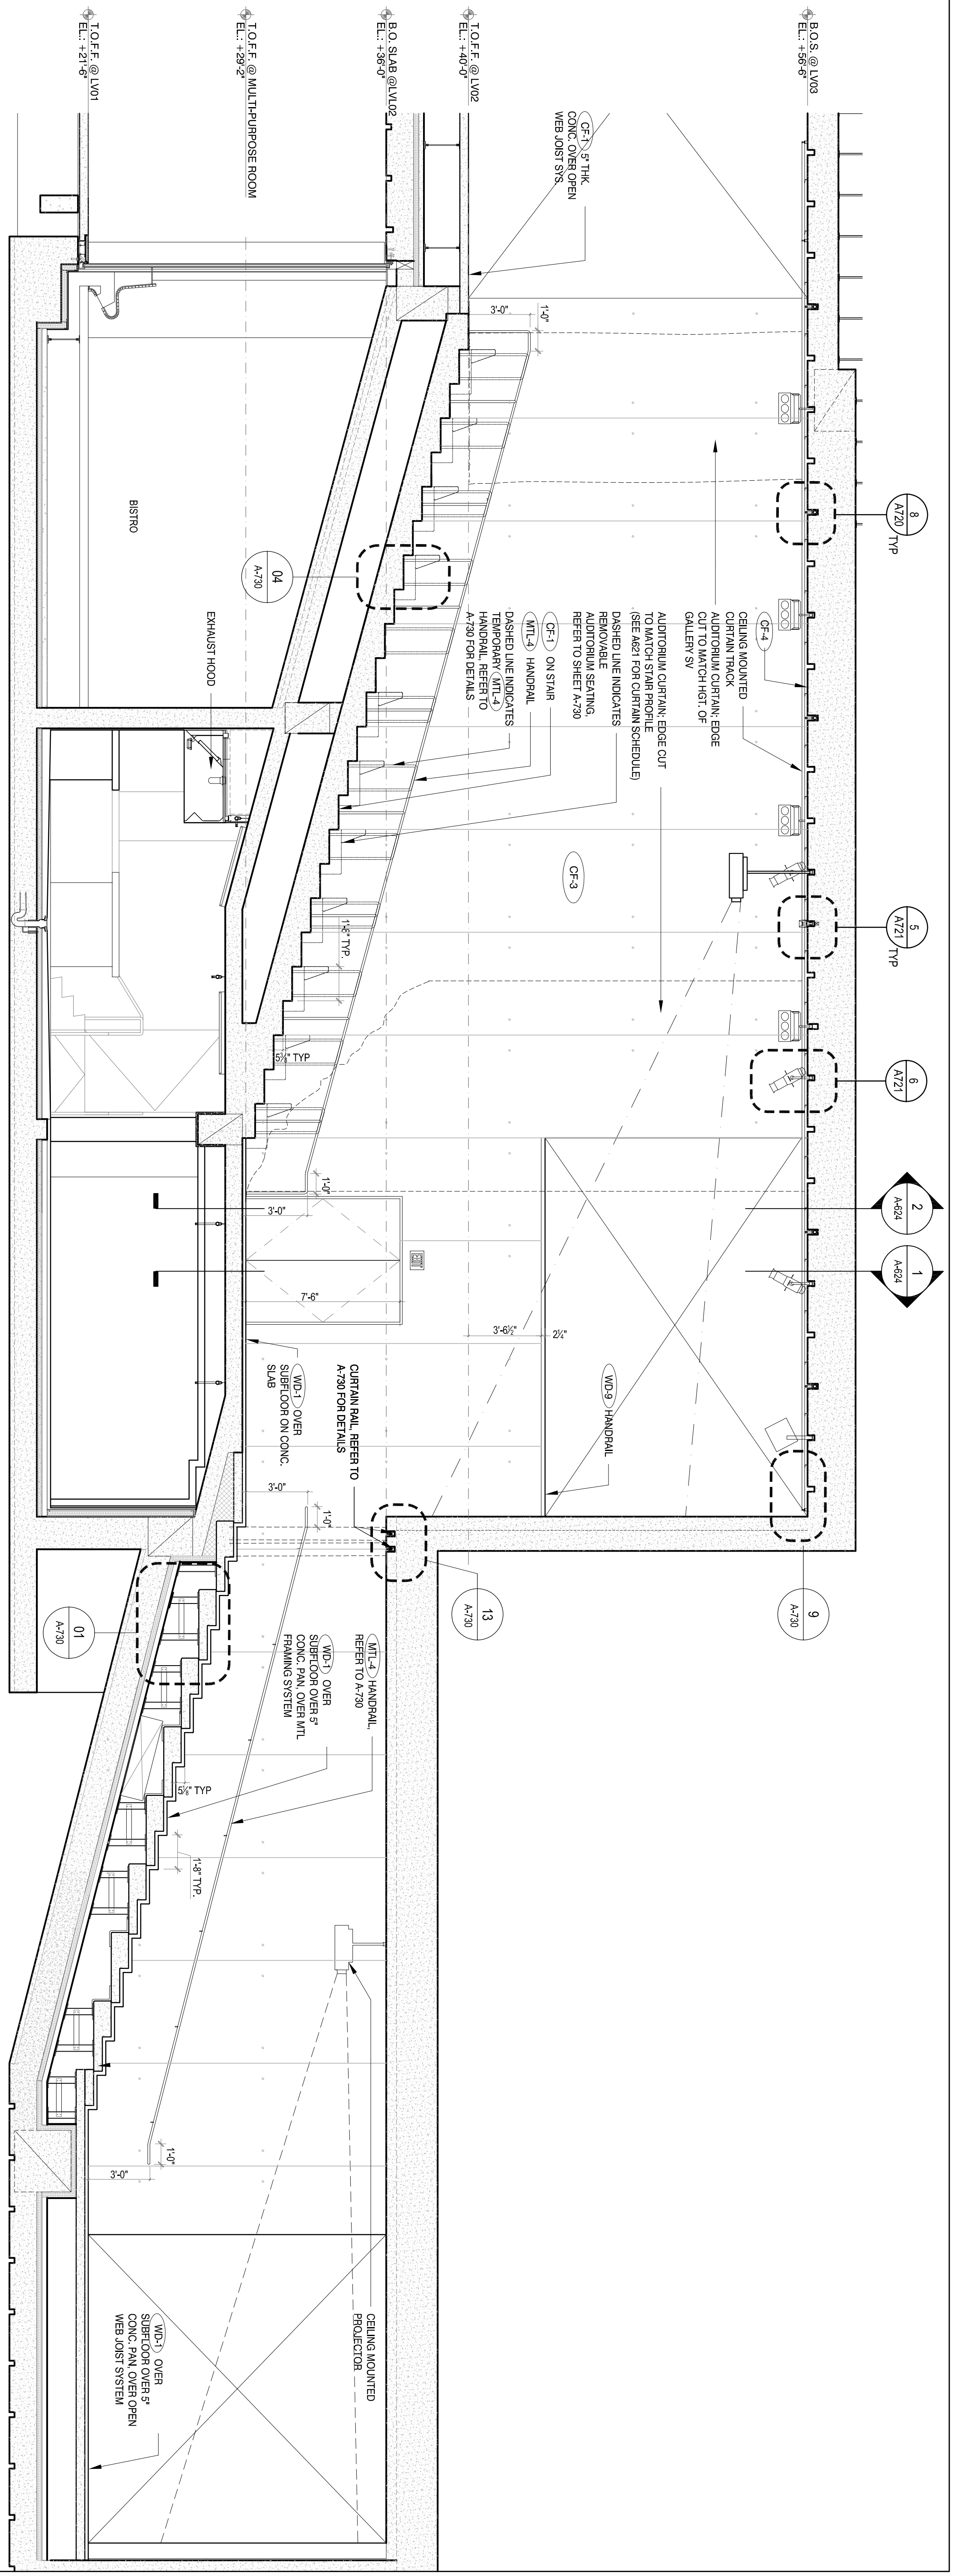 B.O.S. @ LV03
EL.: +56'-6"
T.O.F.F. @ LV02
EL.: +40'-0"
B.O. SLAB @LVL02
EL.: +36'-0"
T.O.F.F. @ MULTI-PURPOSE ROOM
EL.: +29'-2"
T.O.F.F. @ LV01
EL.: +21'-6"
CF-1 5" THK.
CONC. OVER OPEN
WEB JOIST SYS.
3'-0"
1'-0"
8
A720
TYP
5
A721
TYP
6
A721
2
A-624
1
A-624
9
A-730
13
A-730
CF-4
CEILING MOUNTED
CURTAIN TRACK
AUDITORIUM CURTAIN; EDGE
CUT TO MATCH HGT. OF
GALLERY SV
AUDITORIUM CURTAIN; EDGE CUT
TO MATCH STAIR PROFILE
(SEE A621 FOR CURTAIN SCHEDULE)
DASHED LINE INDICATES
REMOVABLE
AUDITORIUM SEATING,
REFER TO SHEET A-730
CF-1 ON STAIR
MTL-4 HANDRAIL
DASHED LINE INDICATES
TEMPORARY MTL-4
HANDRAIL, REFER TO
A-730 FOR DETAILS
CF-3
04
A-730
BISTRO
EXHAUST HOOD
TYP.
TYP
1'-0"
3'-0"
7'-6"
3'-6½"
2¼"
WD-9 HANDRAIL
WD-1 OVER
SUBFLOOR ON CONC.
SLAB
CURTAIN RAIL, REFER TO
A-730 FOR DETAILS
3'-0"
1'-0"
01
A-730
MTL-4 HANDRAIL,
REFER TO A-730
WD-1 OVER
SUBFLOOR OVER 5"
CONC. PAN, OVER MTL
FRAMING SYSTEM
5⅛" TYP
1'-8" TYP.
1'-0"
3'-0"
CEILING MOUNTED
PROJECTOR
WD-1 OVER
SUBFLOOR OVER 5"
CONC. PAN, OVER OPEN
WEB JOIST SYSTEM